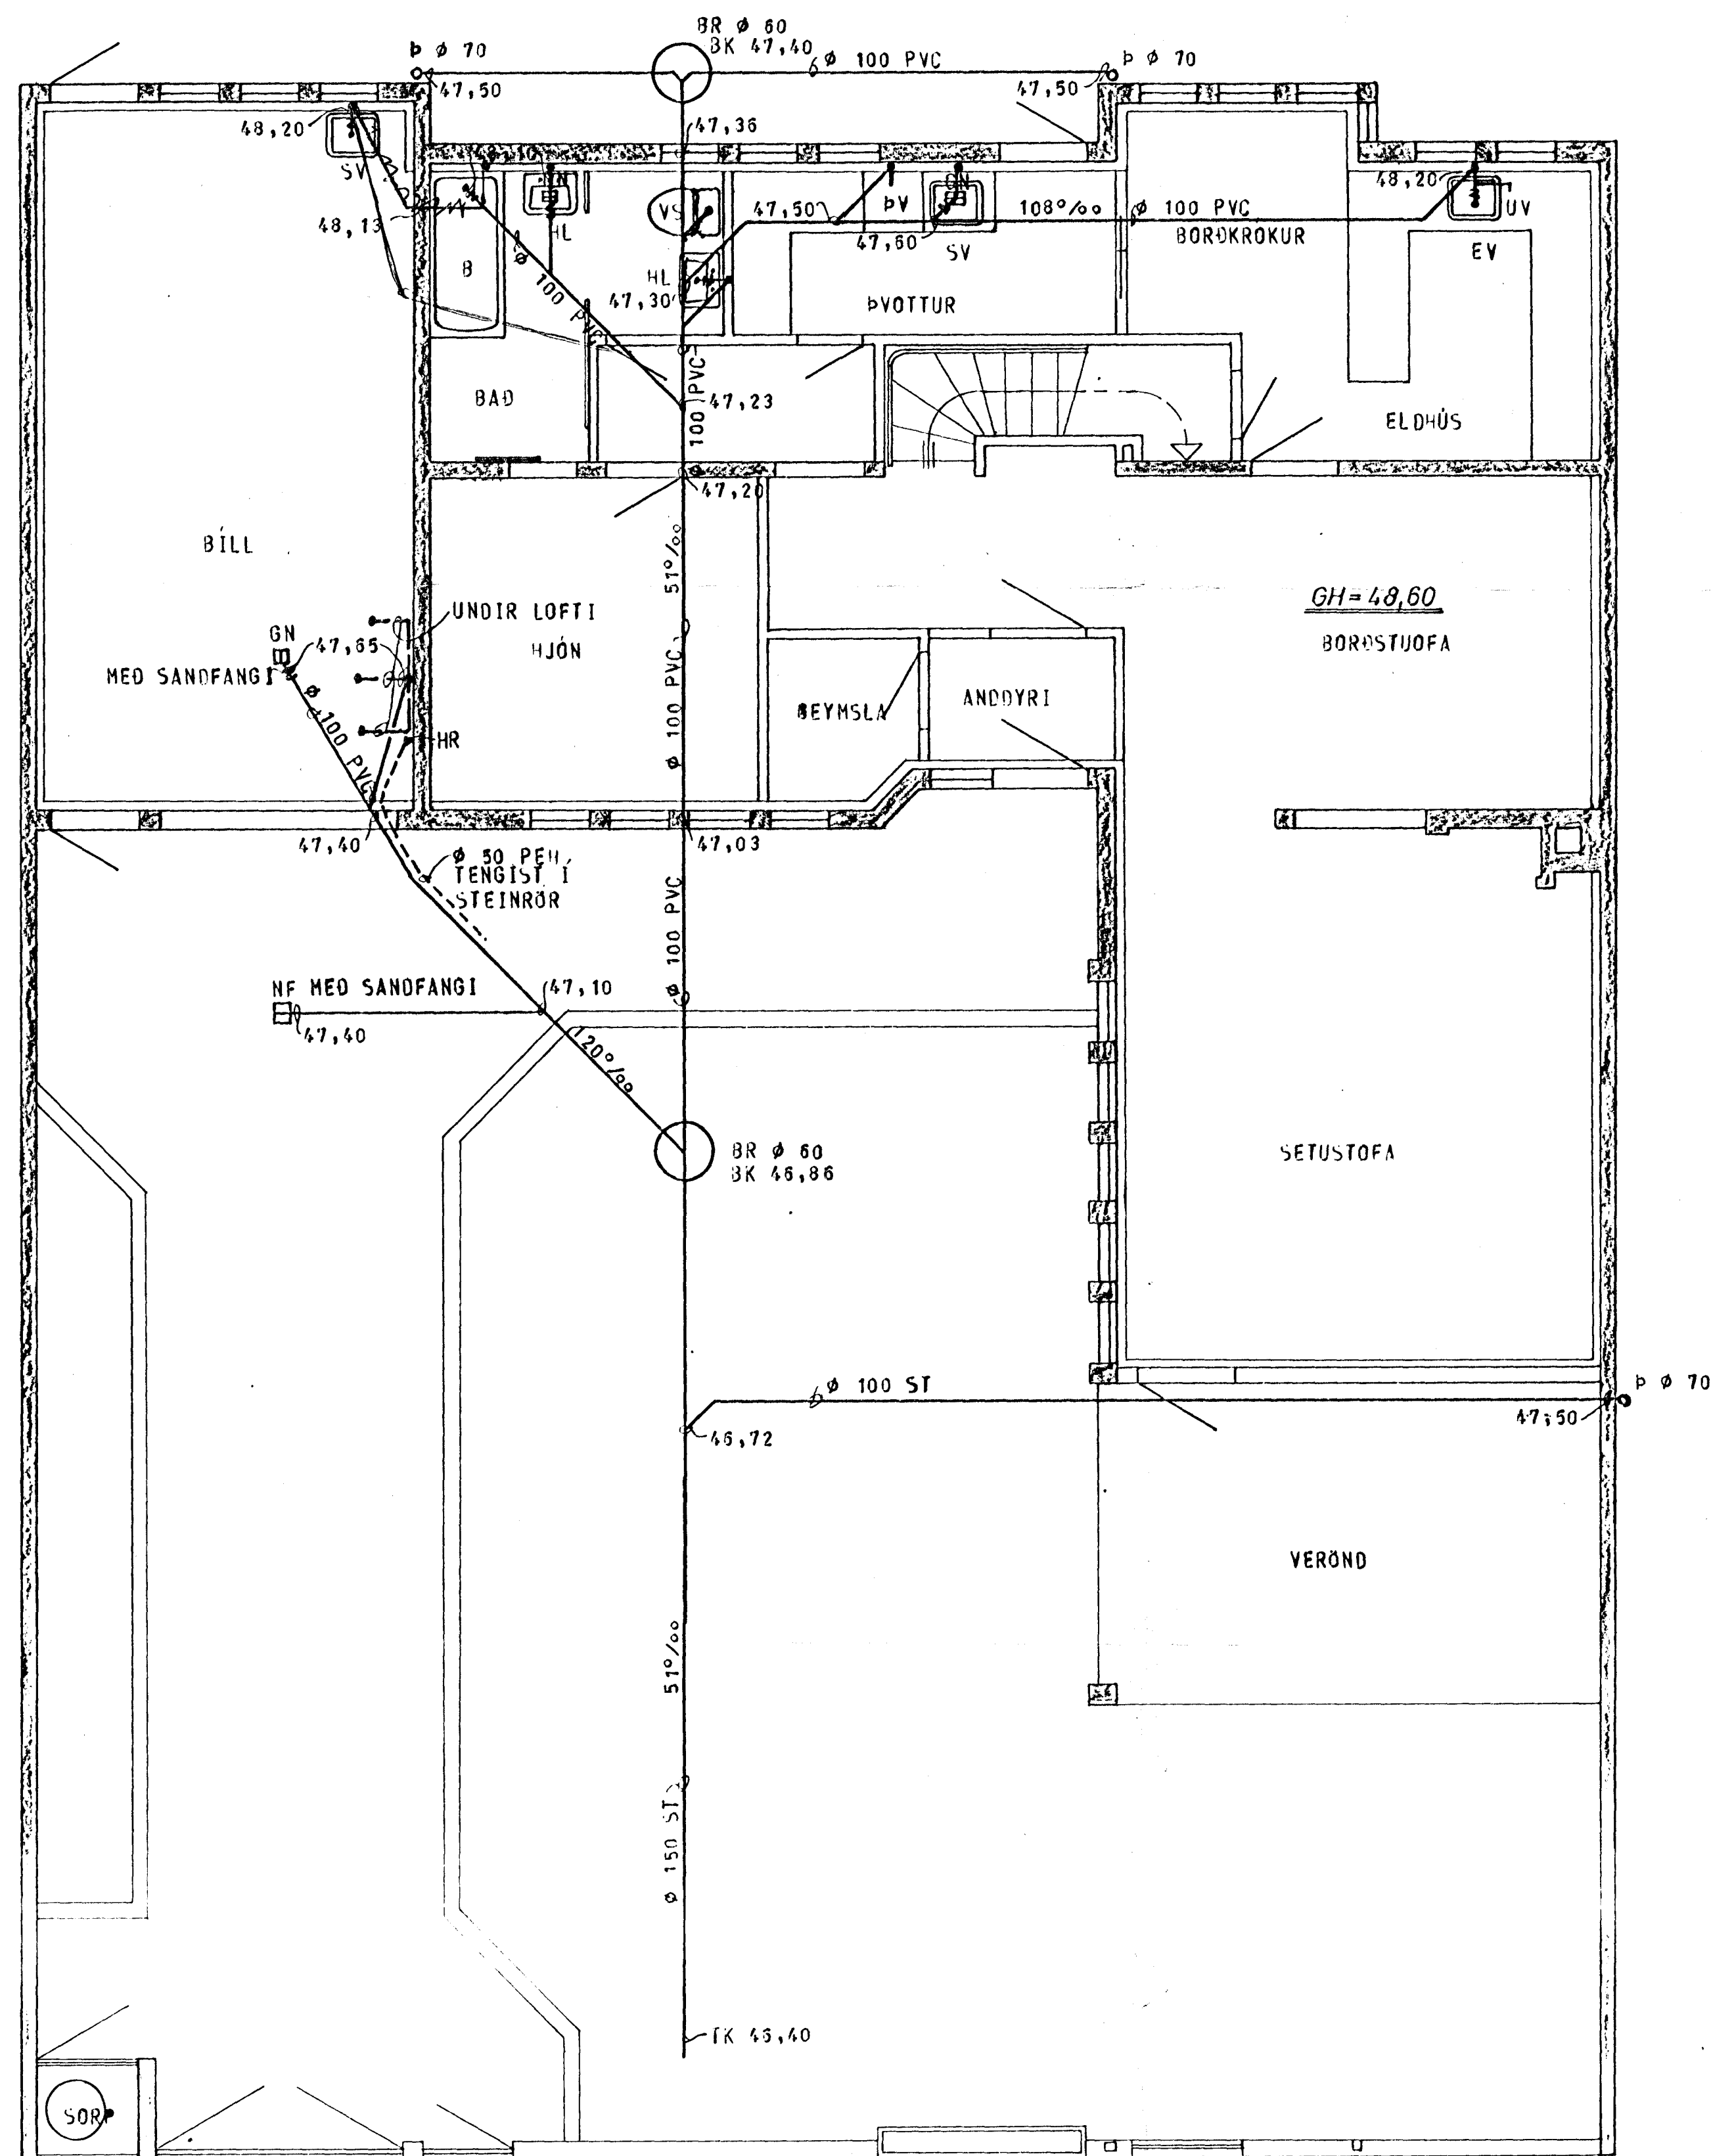 BR ø 60
BK 47,40
þ ø 70
ø 100 PVC
þ ø 70
47,50
47,50
48,20
47,36
SV
48,13
HL
B
ø 100 PVC
VS
HL
47,30
47,50
þV
47,60
SV
108°/oo
ø 100 PVC
BORÐKRÓKUR
48,20
UV
EV
ÞVOTTUR
BAÐ
ø 100 PVC
47,23
ELDHÚS
47,20
BÍLL
51°/oo
UNDIR LOFTI
HJÓN
GH=48,60
BORÐSTUOFA
GN
47,65
MEÐ SANDFANGI
ø 100 PVC
HR
ø 100 PVC
GEYMSLA
ANDDYRI
47,40
47,03
ø 50 PEH
TENGIST Í
STEINRÖR
ø 100 PVC
NF MEÐ SANDFANGI
47,10
47,40
120°/oo
BR ø 60
BK 46,86
SETUSTOFA
ø 100 ST
þ ø 70
47,50
46,72
VERÖND
51°/oo
ø 150 ST
TK 46,40
SORP